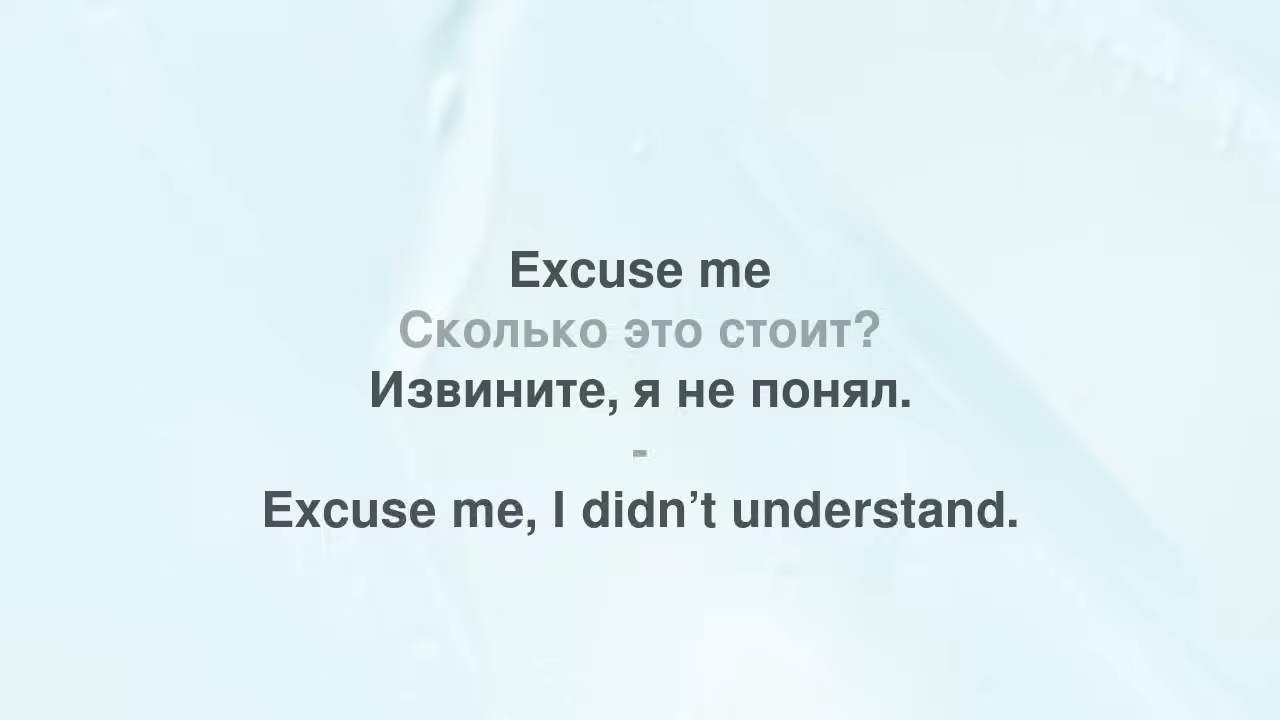 Excuse me
Сколько это стоит?
Извините, я не понял.
-
Excuse me, I didn’t understand.